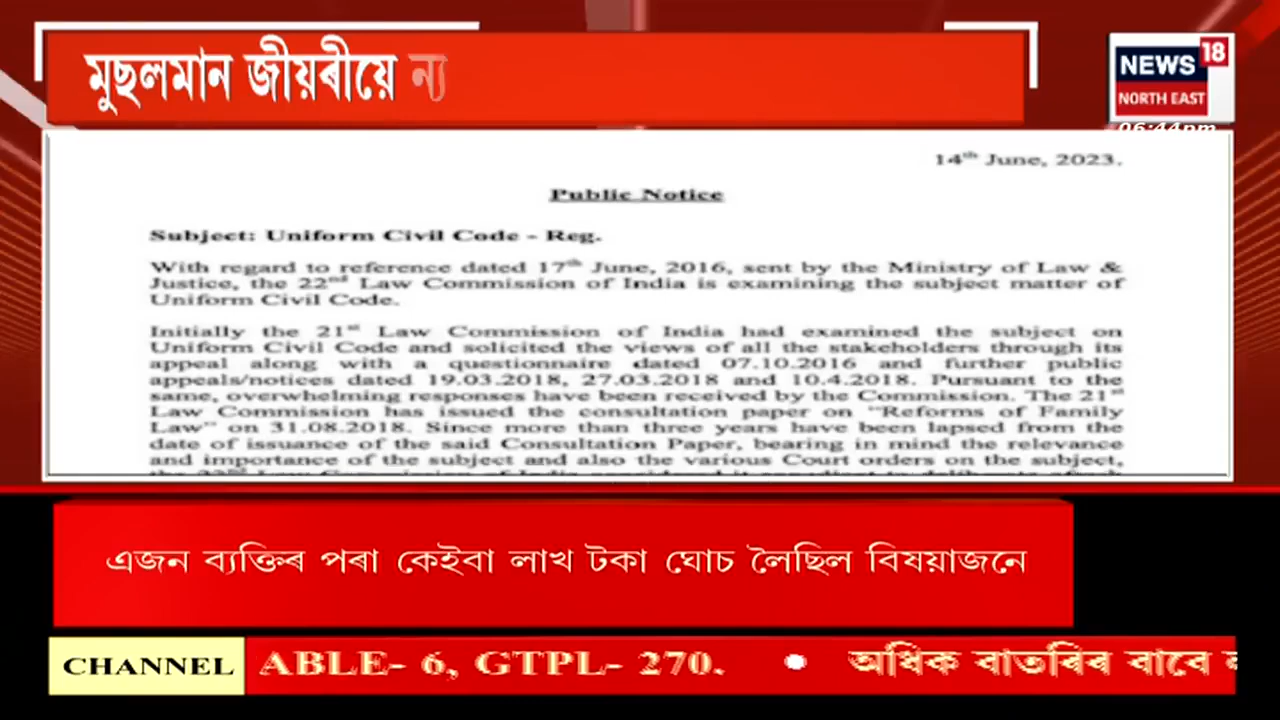 মুছলমান জীয়ৰীয়ে ন্য
NEWS 18
NORTH EAST
06:44pm
14th June, 2023.
Public Notice
Subject: Uniform Civil Code - Reg.
With regard to reference dated 17th June, 2016, sent by the Ministry of Law &
Justice, the 22nd Law Commission of India is examining the subject matter of
Uniform Civil Code.
Initially the 21st Law Commission of India had examined the subject on
Uniform Civil Code and solicited the views of all the stakeholders through its
appeal along with a questionnaire dated 07.10.2016 and further public
appeals/notices dated 19.03.2018, 27.03.2018 and 10.4.2018. Pursuant to the
same, overwhelming responses have been received by the Commission. The 21st
Law Commission has issued the consultation paper on "Reforms of Family
Law" on 31.08.2018. Since more than three years have been lapsed from the
date of issuance of the said Consultation Paper, bearing in mind the relevance
and importance of the subject and also the various Court orders on the subject,
এজন ব্যক্তিৰ পৰা কেইবা লাখ টকা ঘোচ লৈছিল বিষয়াজনে
CHANNEL ABLE- 6, GTPL- 270. • অধিক বাতৰিৰ বাবে